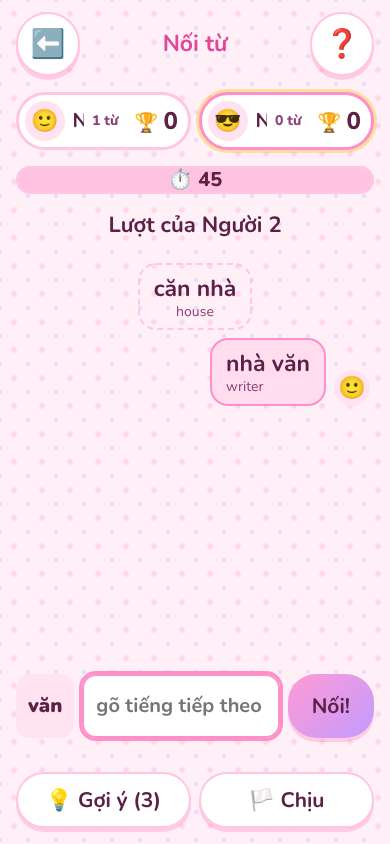 Nối từ
N 1 từ 0
N 0 từ 0
45
Lượt của Người 2
căn nhà
house
nhà văn
writer
văn
gõ tiếng tiếp theo
Nối!
Gợi ý (3)
Chịu